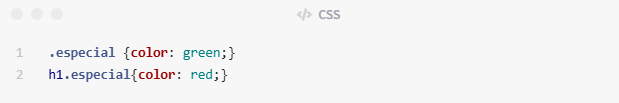 </> CSS
1 .especial {color: green;}
2 h1.especial{color: red;}